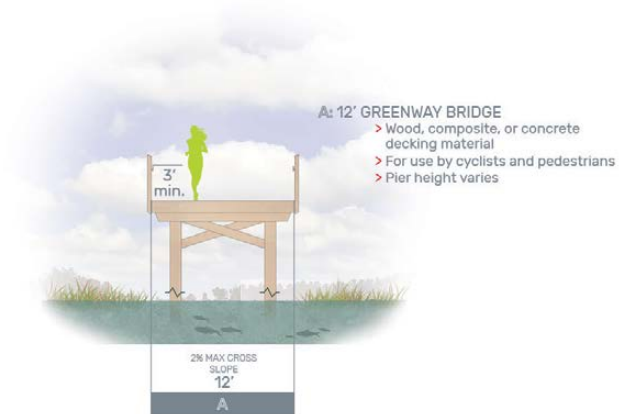 A: 12' GREENWAY BRIDGE
> Wood, composite, or concrete
decking material
> For use by cyclists and pedestrians
> Pier height varies
3'
min.
2% MAX CROSS
SLOPE
12'
A